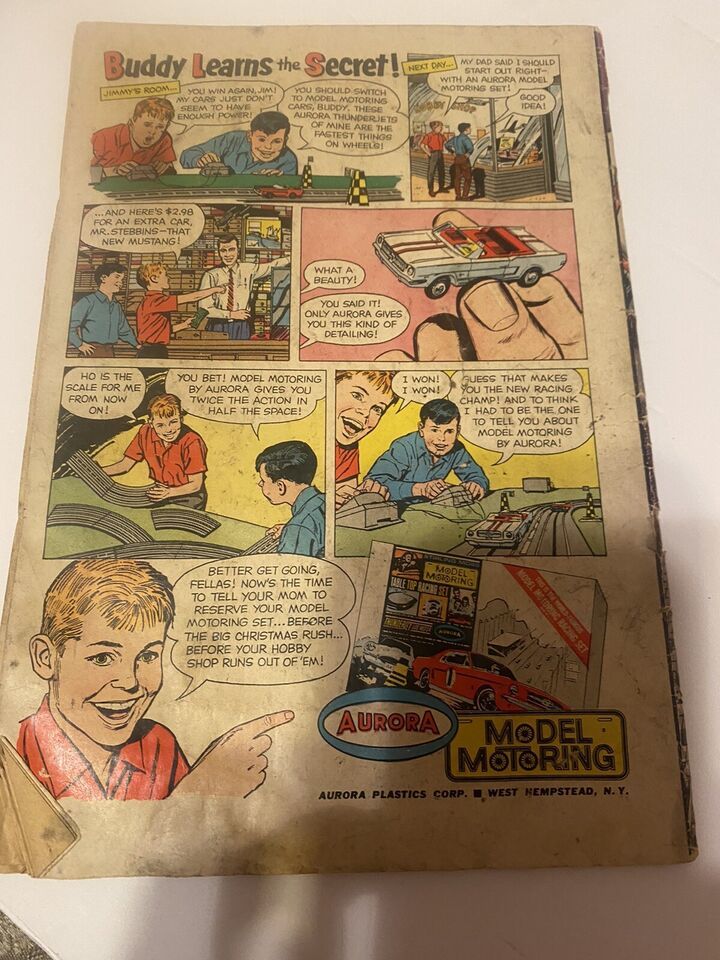 Buddy Learns the Secret!
JIMMY'S ROOM...
YOU WIN AGAIN, JIM!
MY CARS JUST DON'T
SEEM TO HAVE
ENOUGH POWER!
YOU SHOULD SWITCH
TO MODEL MOTORING
CARS, BUDDY. THESE
AURORA THUNDERJETS
OF MINE ARE THE
FASTEST THINGS
ON WHEELS!
NEXT DAY...
MY DAD SAID I SHOULD
START OUT RIGHT-
WITH AN AURORA MODEL
MOTORING SET!
GOOD
IDEA!
HOBBY SHOP
...AND HERE'S $2.98
FOR AN EXTRA CAR,
MR. STEBBINS-THAT
NEW MUSTANG!
WHAT A
BEAUTY!
YOU SAID IT!
ONLY AURORA GIVES
YOU THIS KIND OF
DETAILING!
HO IS THE
SCALE FOR ME
FROM NOW
ON!
YOU BET! MODEL MOTORING
BY AURORA GIVES YOU
TWICE THE ACTION IN
HALF THE SPACE!
I WON!
I WON!
GUESS THAT MAKES
YOU THE NEW RACING
CHAMP! AND TO THINK
I HAD TO BE THE ONE
TO TELL YOU ABOUT
MODEL MOTORING
BY AURORA!
BETTER GET GOING,
FELLAS! NOW'S THE TIME
TO TELL YOUR MOM TO
RESERVE YOUR MODEL
MOTORING SET...BEFORE
THE BIG CHRISTMAS RUSH...
BEFORE YOUR HOBBY
SHOP RUNS OUT OF 'EM!
MODEL
MOTORING
TABLE TOP RACING SET
AURORA
MODEL MOTORING RACING SET
AURORA
MODEL
MOTORING
AURORA PLASTICS CORP. ■ WEST HEMPSTEAD, N.Y.